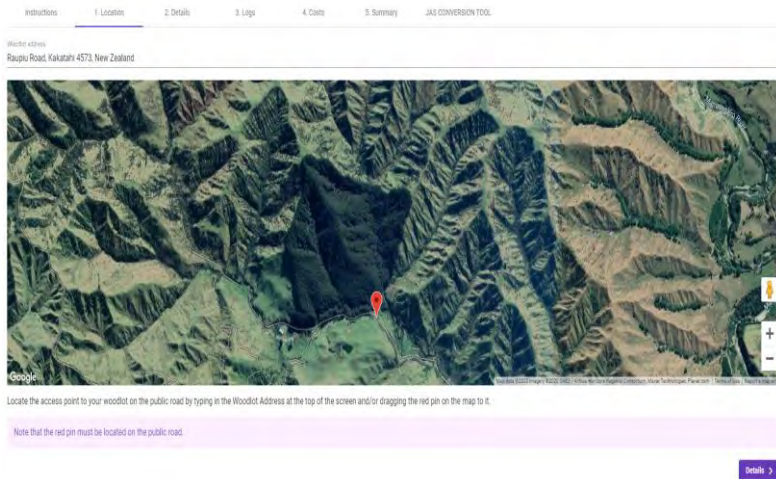 Instructions 1. Location 2. Details 3. Logs 4. Costs 5. Summary JAS CONVERSION TOOL
Woodlot address
Raupiu Road, Kakatahi 4573, New Zealand
Google
Locate the access point to your woodlot on the public road by typing in the Woodlot Address at the top of the screen and/or dragging the red pin on the map to it.
Note that the red pin must be located on the public road.
Details